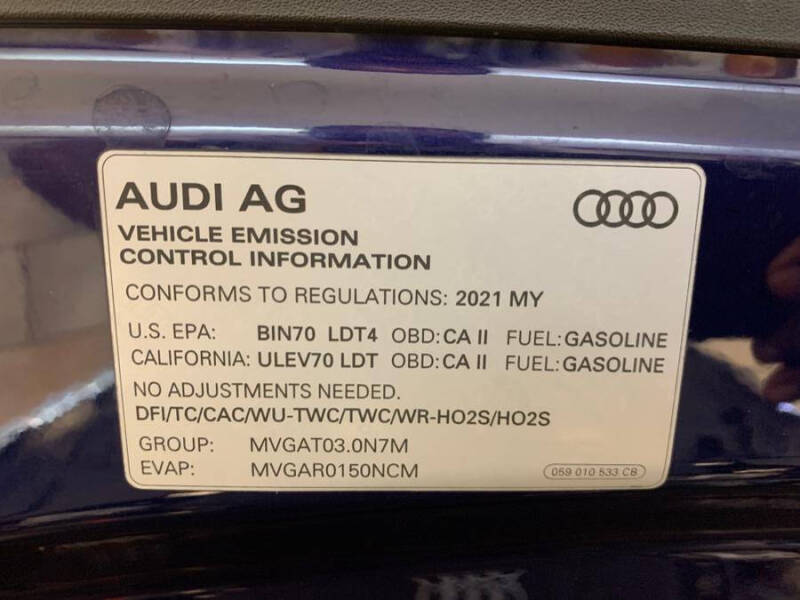 AUDI AG
VEHICLE EMISSION
CONTROL INFORMATION
CONFORMS TO REGULATIONS: 2021 MY
U.S. EPA: BIN70 LDT4 OBD: CA II FUEL: GASOLINE
CALIFORNIA: ULEV70 LDT OBD: CA II FUEL: GASOLINE
NO ADJUSTMENTS NEEDED.
DFI/TC/CAC/WU-TWC/TWC/WR-HO2S/HO2S
GROUP: MVGAT03.0N7M
EVAP: MVGAR0150NCM
059 010 533 CB